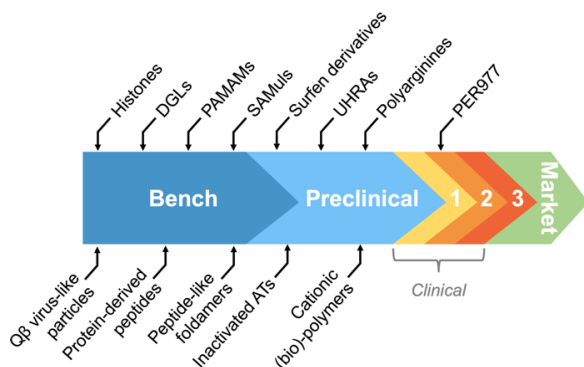 Histones
DGLs
PAMAMs
SAMuls
Surfen derivatives
UHRAs
Polyarginines
PER977
Bench
Preclinical
1
2
3
Market
Clinical
Qβ virus-like
particles
Protein-derived
peptides
Peptide-like
foldamers
Inactivated ATs
Cationic
(bio)-polymers